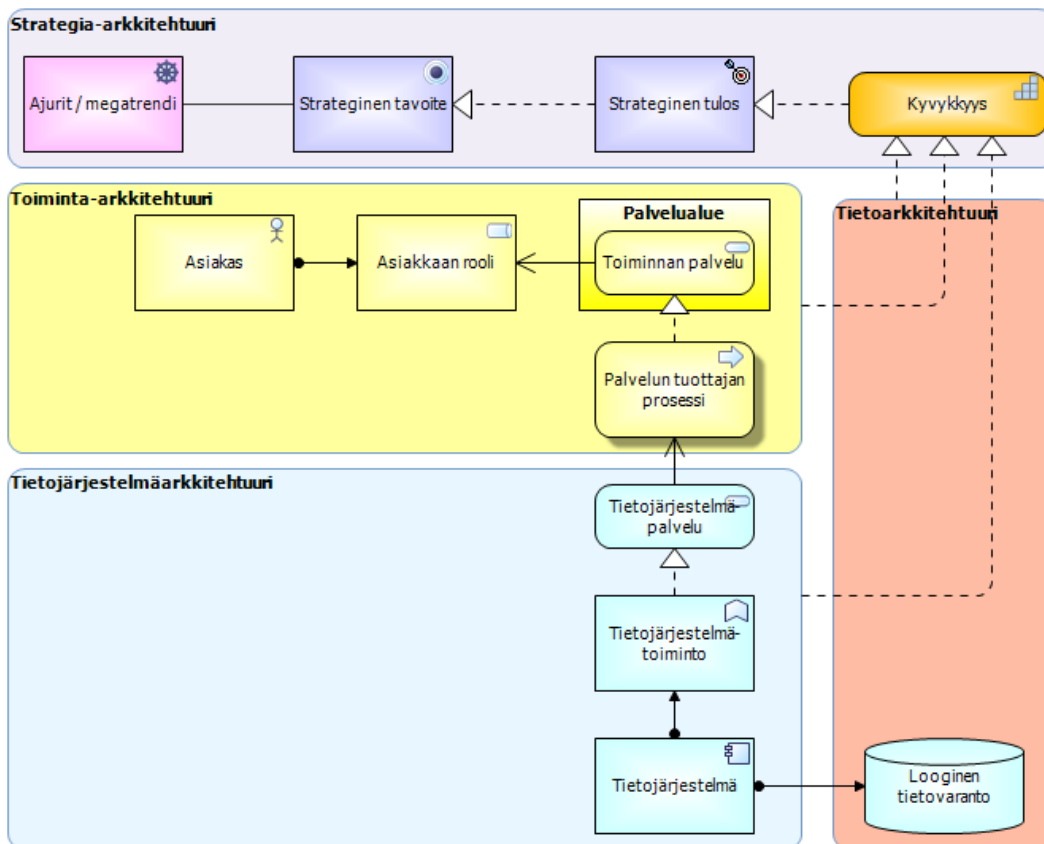 Strategia-arkkitehtuuri
Ajurit / megatrendi
Strateginen tavoite
Strateginen tulos
Kyvykkyys
Toiminta-arkkitehtuuri
Asiakas
Asiakkaan rooli
Palvelualue
Toiminnan palvelu
Palvelun tuottajan
prosessi
Tietoarkkitehtuuri
Tietojärjestelmäarkkitehtuuri
Tietojärjestelmä-
palvelu
Tietojärjestelmä-
toiminto
Tietojärjestelmä
Looginen
tietovaranto